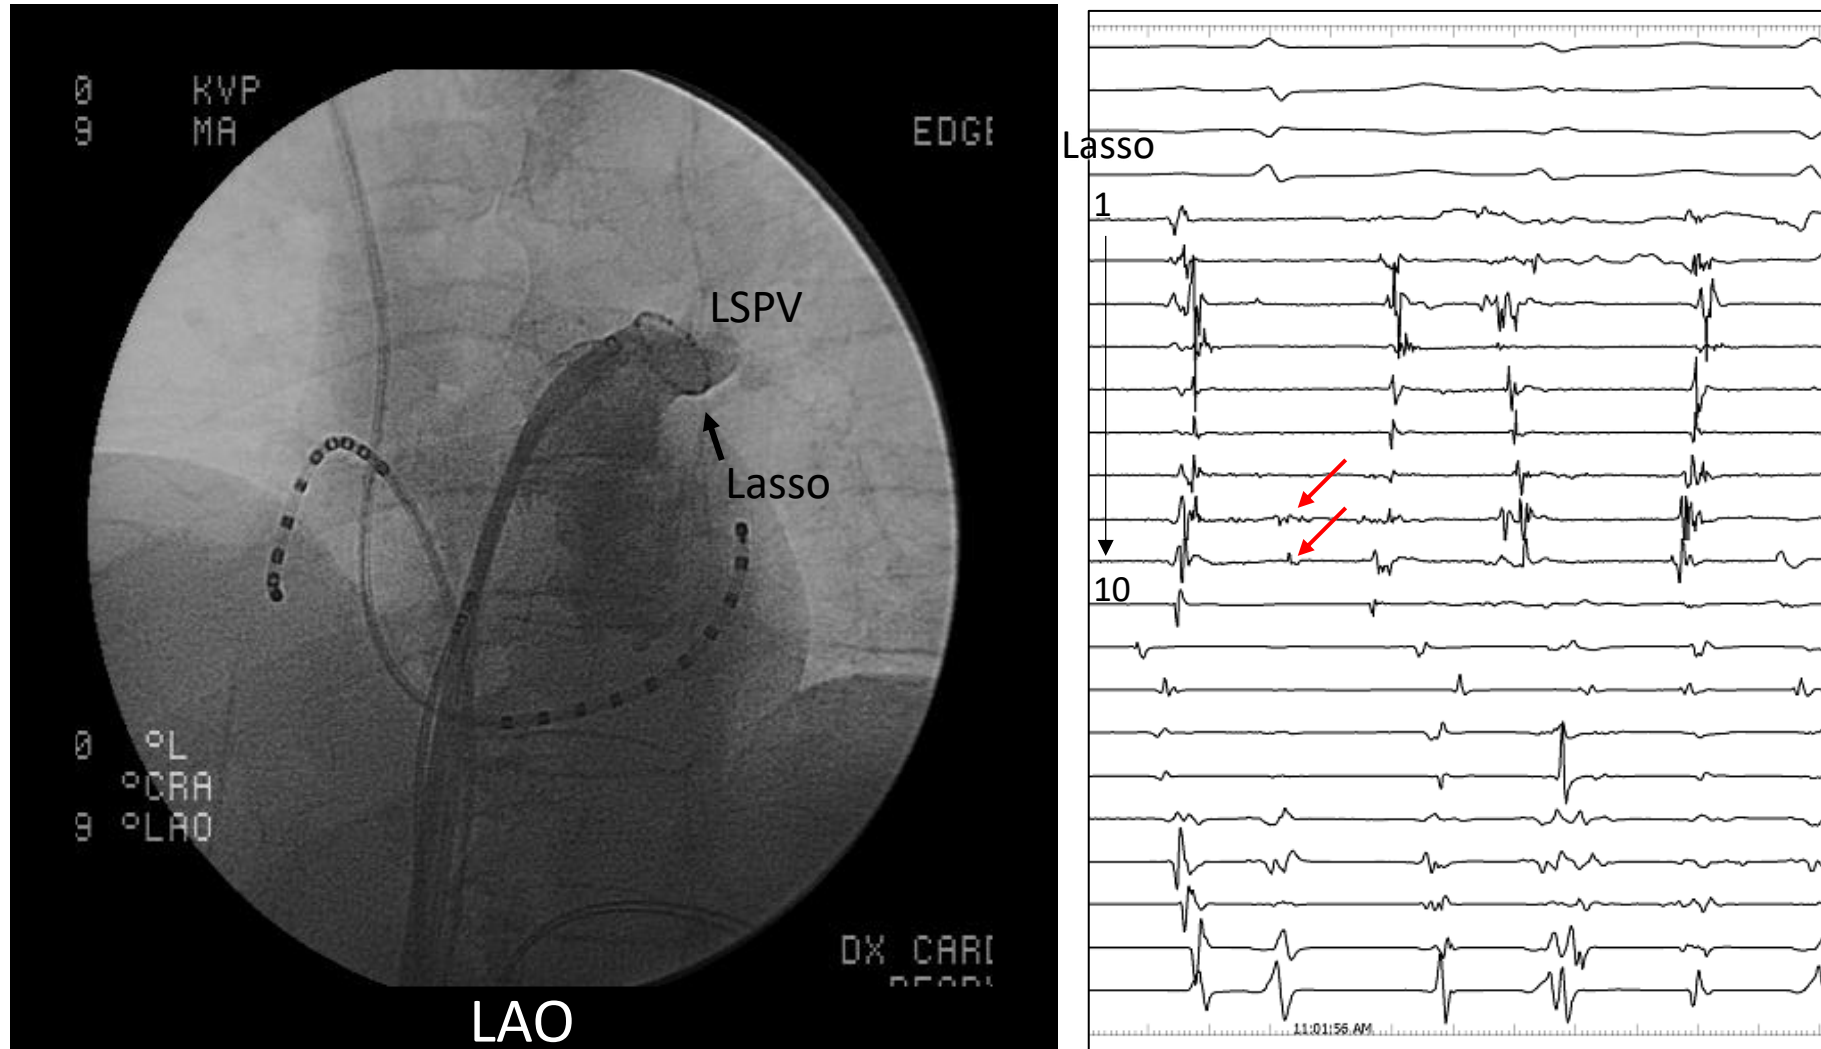 0 KVP
9 MA
EDGE
LSPV
Lasso
0 °L
°CRA
9 °LAO
DX CARD
LAO
Lasso
1
10
11:01:56 AM